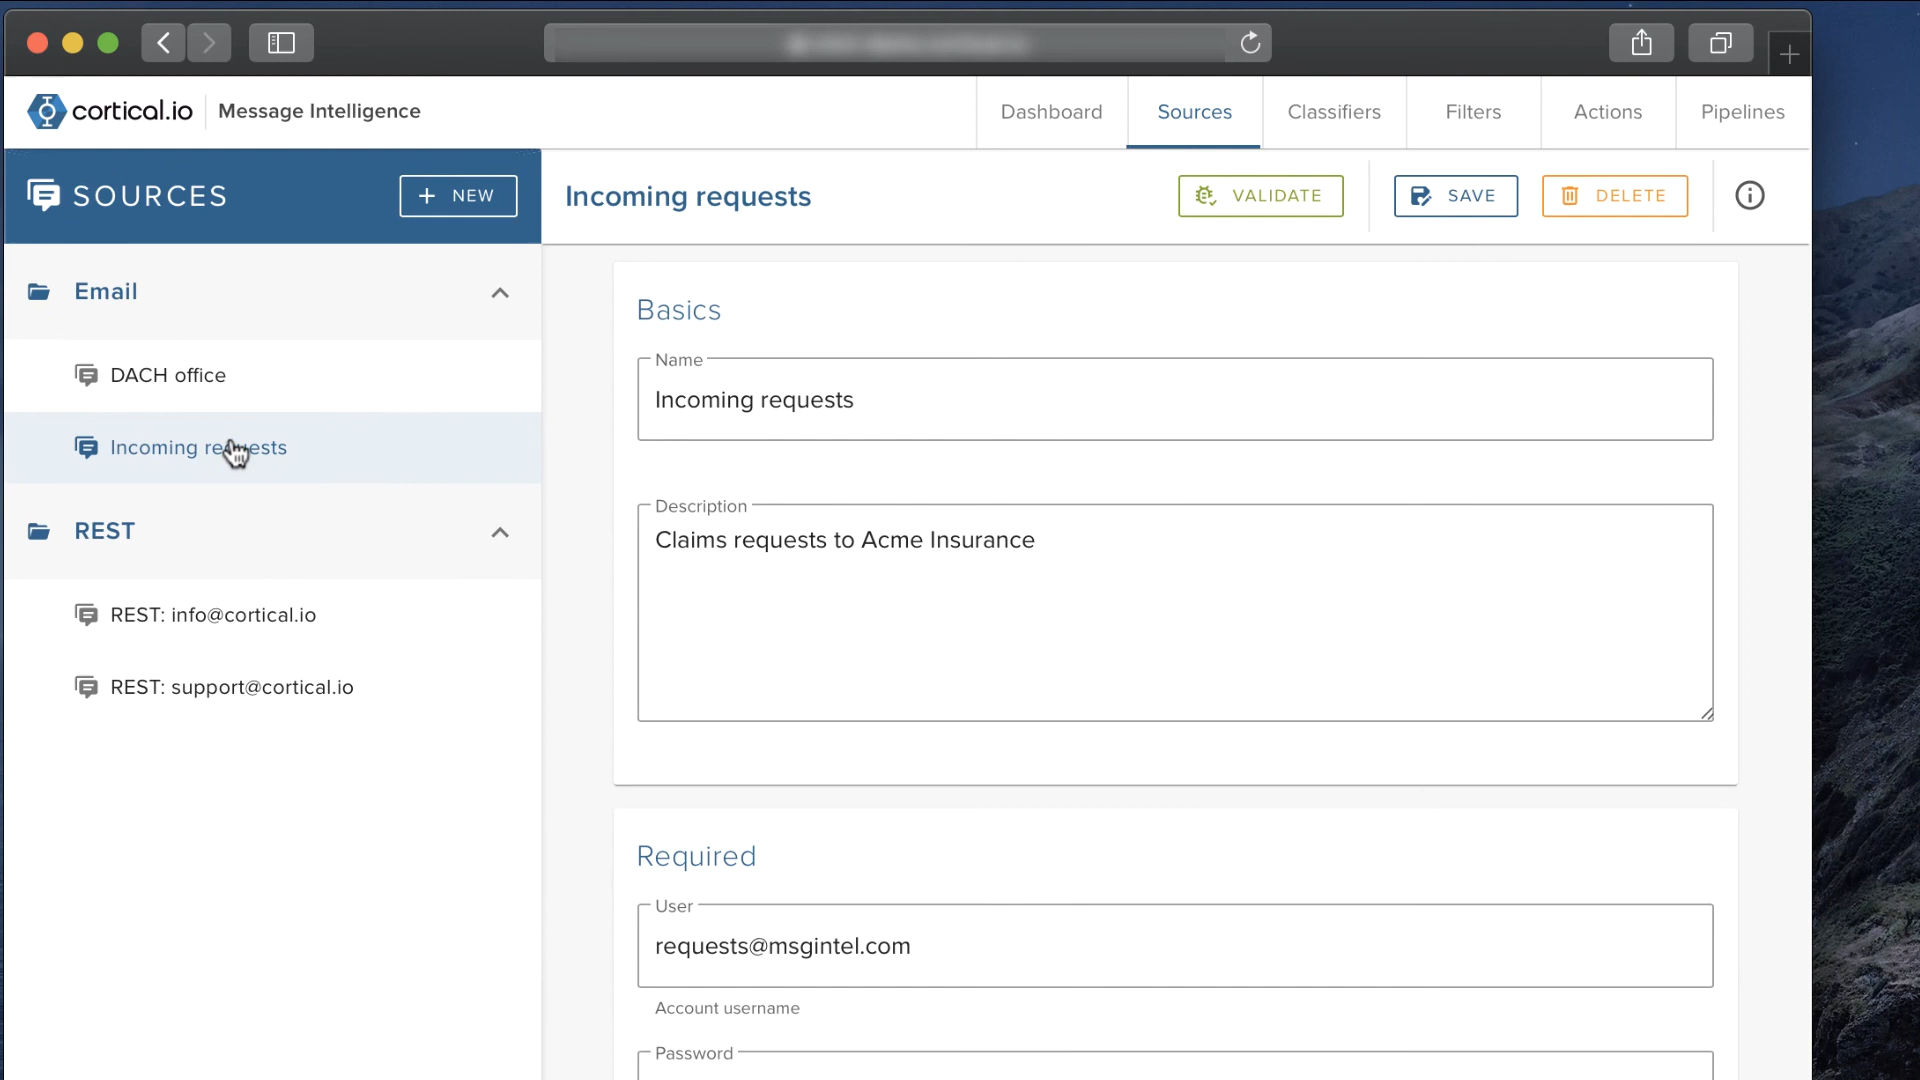 cortical.io Message Intelligence
Dashboard Sources Classifiers Filters Actions Pipelines
SOURCES + NEW
Incoming requests VALIDATE SAVE DELETE
Email
DACH office
Incoming requests
REST
REST: info@cortical.io
REST: support@cortical.io
Basics
Name
Incoming requests
Description
Claims requests to Acme Insurance
Required
User
requests@msgintel.com
Account username
Password